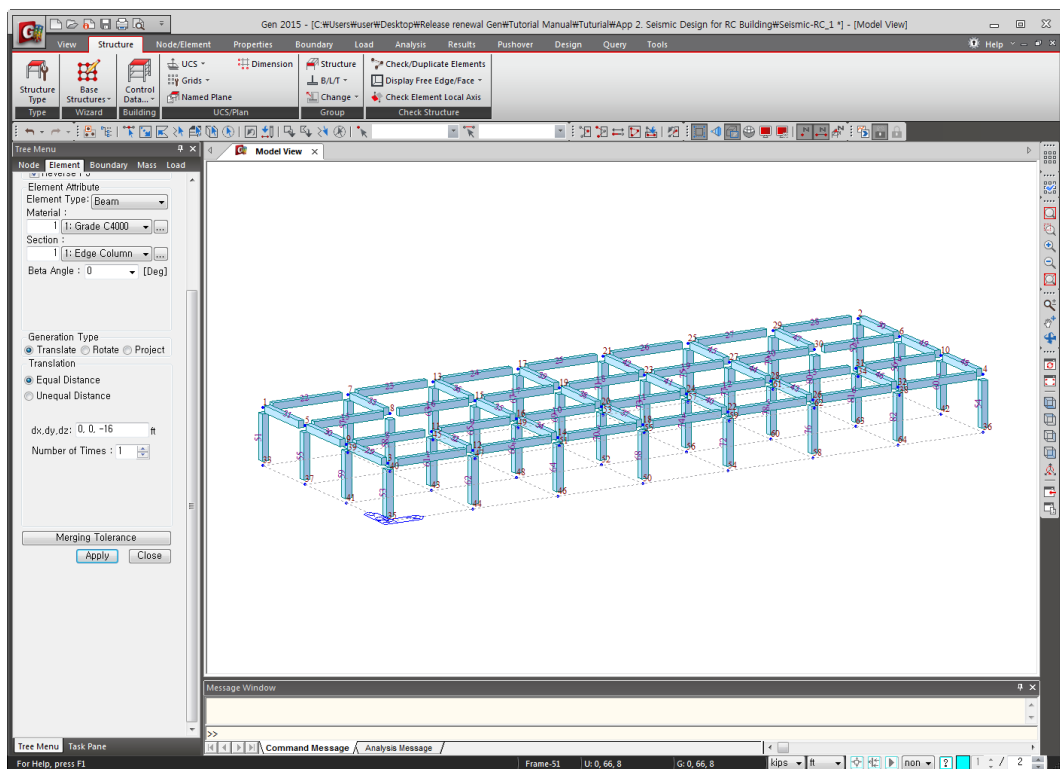 Gen 2015 - [C:₩Users₩user₩Desktop₩Release renewal Gen₩Tutorial Manual₩Tuturial₩App 2. Seismic Design for RC Building₩Seismic-RC_1 *] - [Model View]
View Structure Node/Element Properties Boundary Load Analysis Results Pushover Design Query Tools Help
Structure Type
Base Structures
Control Data...
UCS
Grids
Named Plane
Dimension
Structure
B/L/T
Change
Check/Duplicate Elements
Display Free Edge/Face
Check Element Local Axis
Type Wizard Building UCS/Plan Group Check Structure
Tree Menu
Model View
Node Element Boundary Mass Load
Element Attribute
Element Type: Beam
Material :
1 1: Grade C4000 ...
Section :
1 1: Edge Column ...
Beta Angle : 0 [Deg]
Generation Type
Translate Rotate Project
Translation
Equal Distance
Unequal Distance
dx,dy,dz: 0, 0, -16 ft
Number of Times : 1
Merging Tolerance
Apply Close
Message Window
>>
Command Message Analysis Message
Tree Menu Task Pane
For Help, press F1 Frame-51 U: 0, 66, 8 G: 0, 66, 8 kips ft non ? 1 / 2